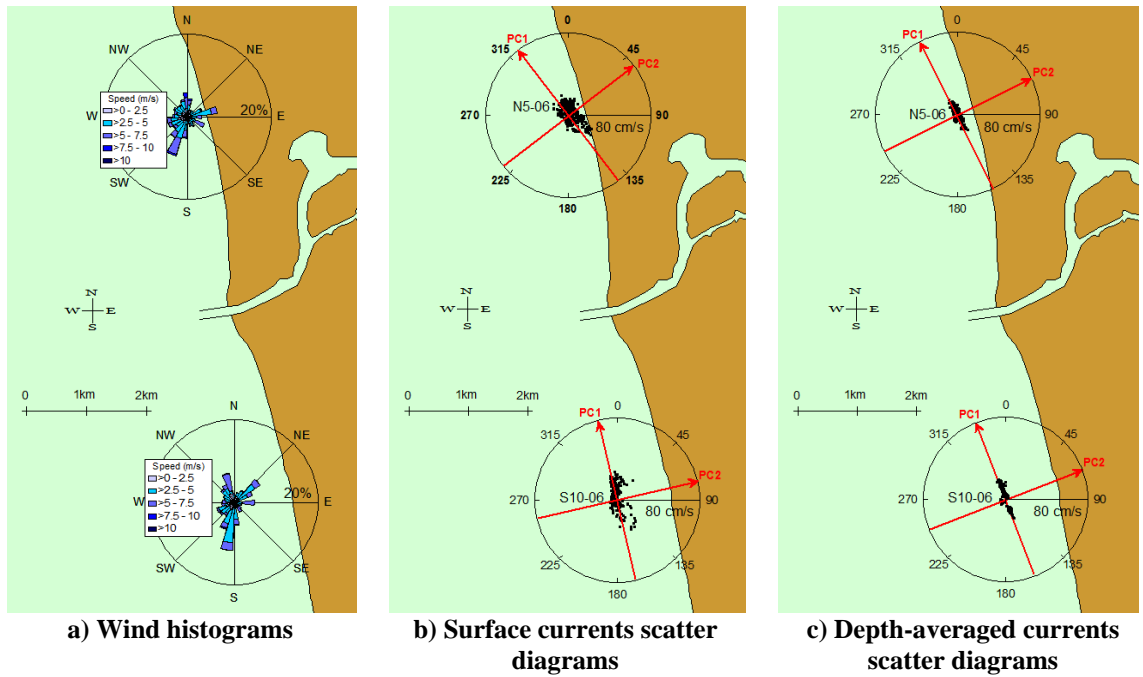 N
NW
NE
Speed (m/s)
>0 - 2.5
>2.5 - 5
>5 - 7.5
>7.5 - 10
>10
W
20%
E
SW
SE
S
N
W E
S
0 1km 2km
N
NW
NE
Speed (m/s)
>0 - 2.5
>2.5 - 5
>5 - 7.5
>7.5 - 10
>10
W
20%
E
SW
SE
S
a) Wind histograms
0
PC1
315
45
PC2
N5-06
270
90
80 cm/s
225
135
180
N
W E
S
0 1km 2km
0
PC1
315
45
PC2
S10-06
270
90
80 cm/s
225
135
180
b) Surface currents scatter
diagrams
0
PC1
315
45
PC2
N5-06
270
90
80 cm/s
225
135
180
N
W E
S
0 1km 2km
0
PC1
315
45
PC2
S10-06
270
90
80 cm/s
225
135
180
c) Depth-averaged currents
scatter diagrams